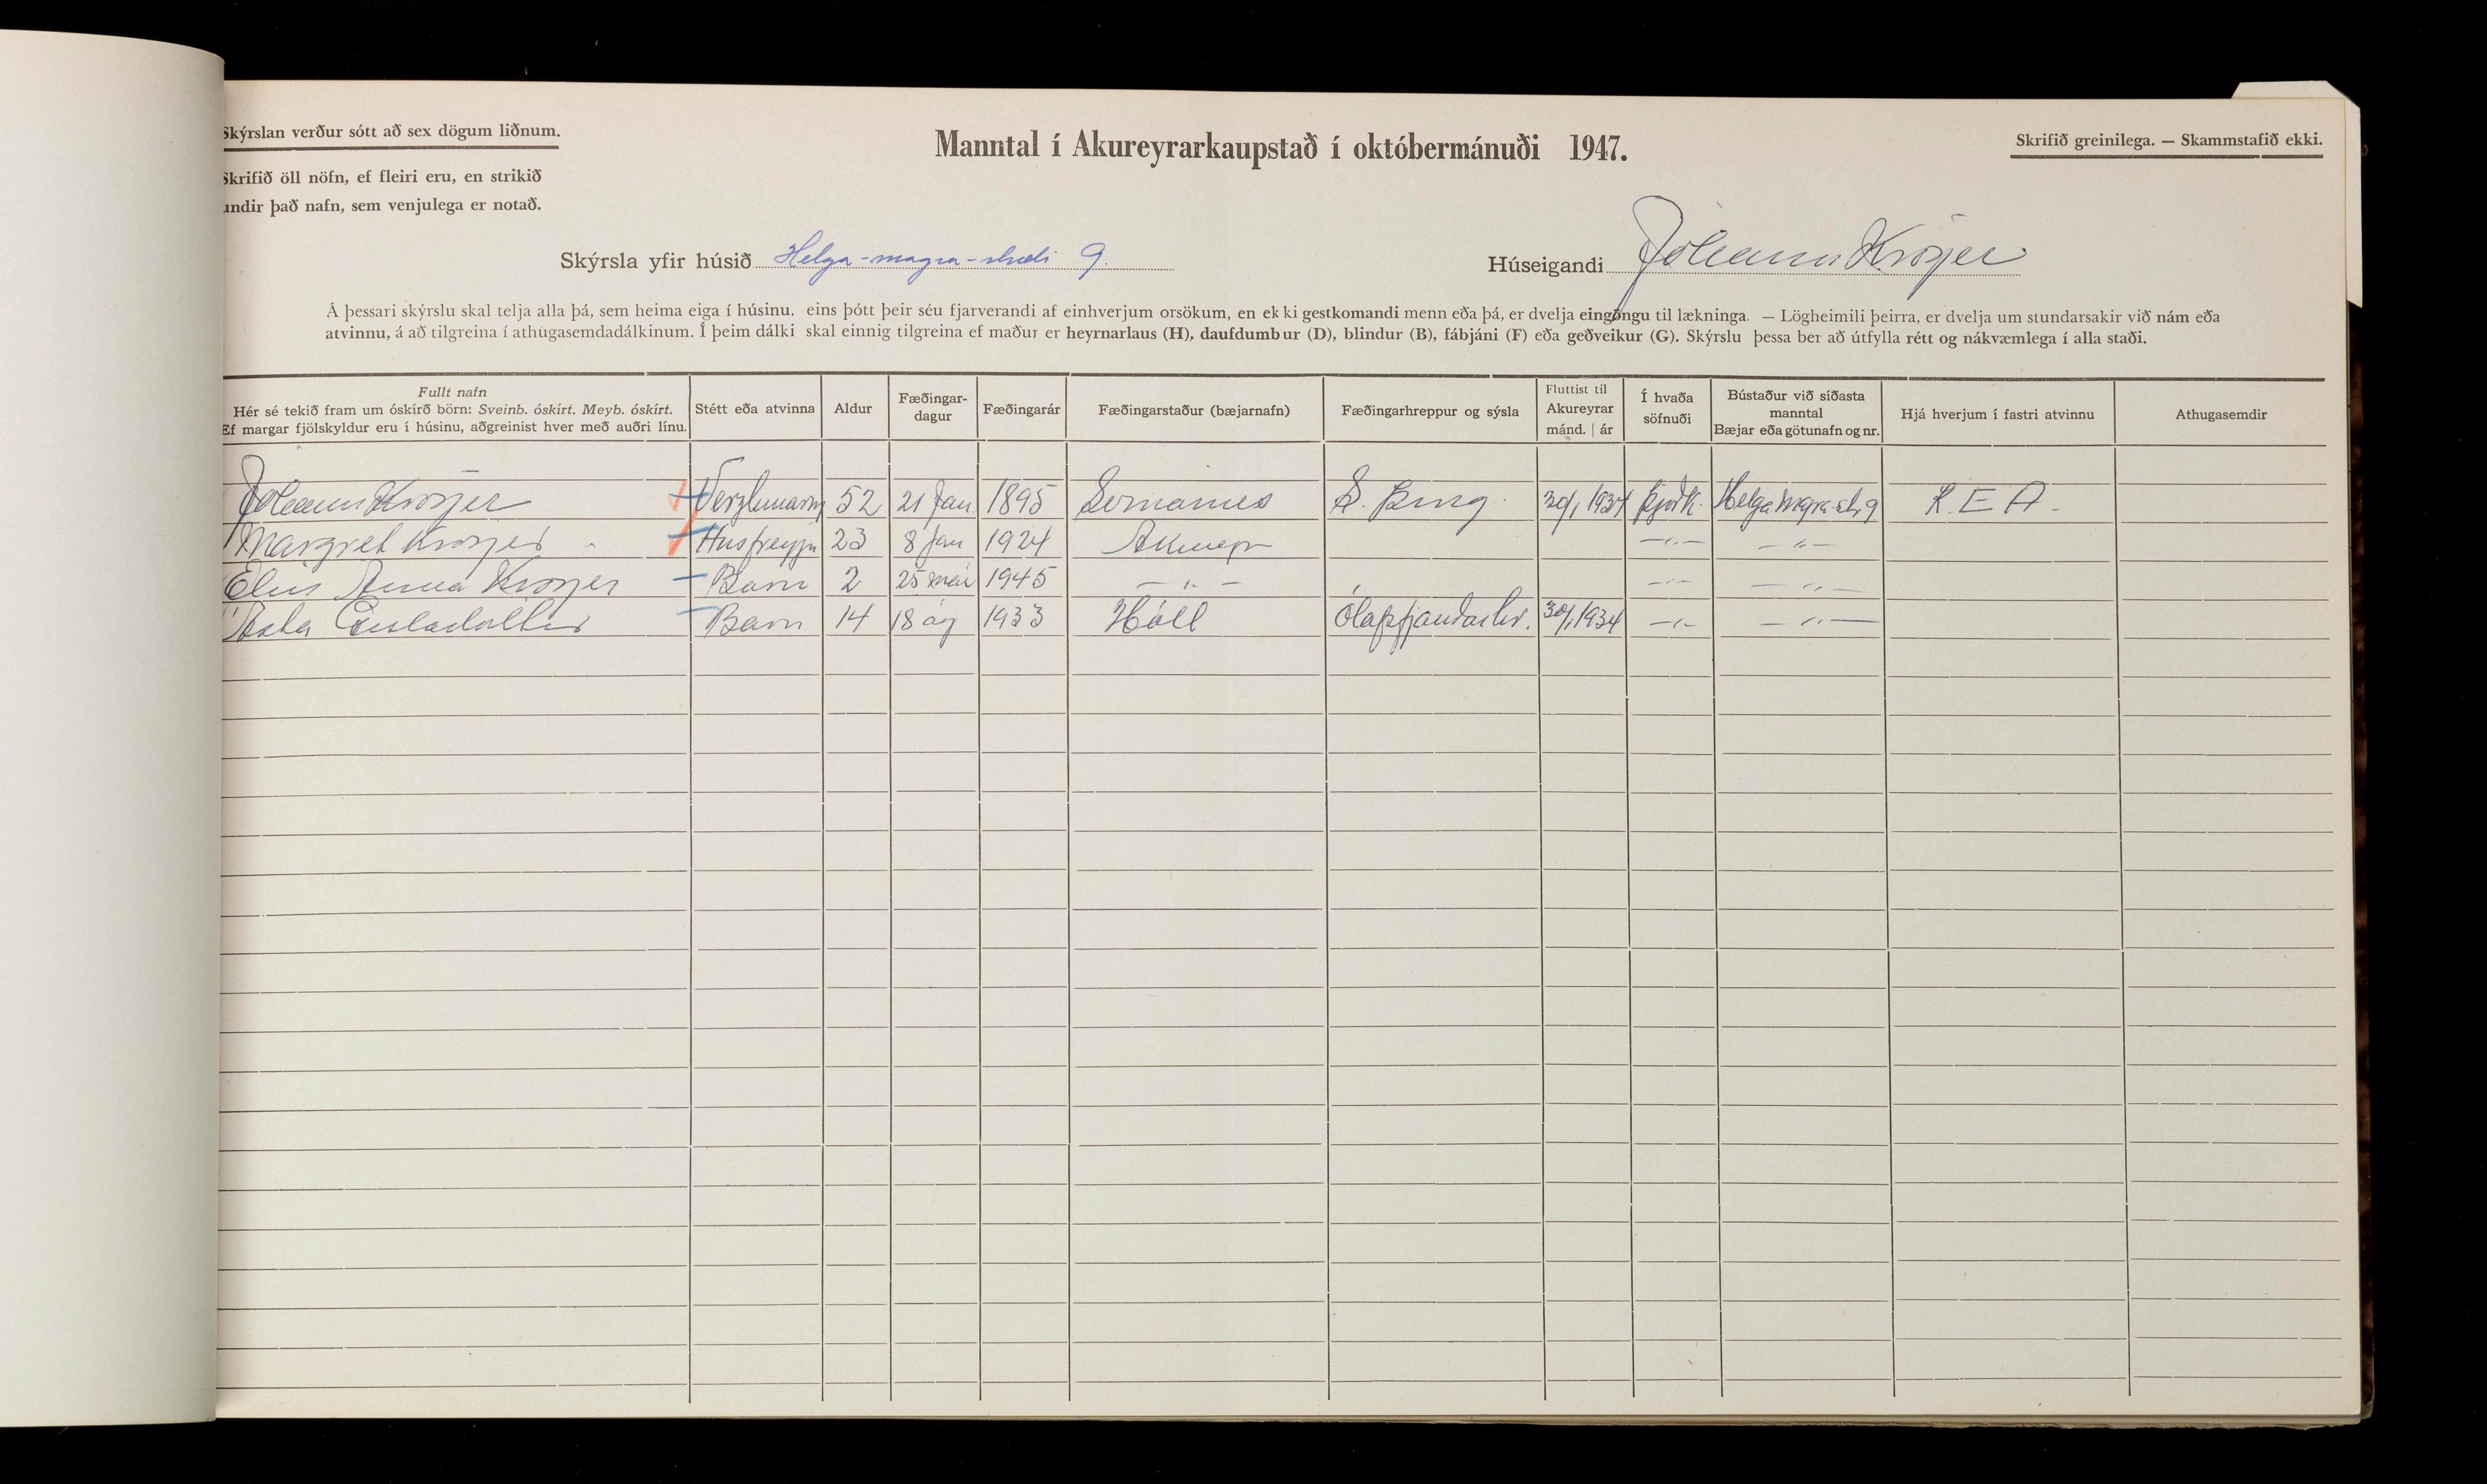 Skýrslan verður sótt að sex dögum liðnum.
Manntal í Akureyrarkaupstað í októbermánuði 1947.
Skrifið greinilega. — Skammstafið ekki.
Skrifið öll nöfn, ef fleiri eru, en strikið
undir það nafn, sem venjulega er notað.
Skýrsla yfir húsið Helga-magra-stræti 9.
Húseigandi Jóhann Kröyer
Á þessari skýrslu skal telja alla þá, sem heima eiga í húsinu, eins þótt þeir séu fjarverandi af einhverjum orsökum, en ekki gestkomandi menn eða þá, er dvelja eingöngu til lækninga. — Lögheimili þeirra, er dvelja um stundarsakir við nám eða
atvinnu, á að tilgreina í athugasemdadálkinum. Í þeim dálki skal einnig tilgreina ef maður er heyrnarlaus (H), daufdumbur (D), blindur (B), fábjáni (F) eða geðveikur (G). Skýrslu þessa ber að útfylla rétt og nákvæmlega í alla staði.
Fullt nafn
Hér sé tekið fram um óskírð börn: Sveinb. óskírt. Meyb. óskírt.
Ef margar fjölskyldur eru í húsinu, aðgreinist hver með auðri línu.
Stétt eða atvinna
Aldur
Fæðingar-
dagur
Fæðingarár
Fæðingarstaður (bæjarnafn)
Fæðingarhreppur og sýsla
Fluttist til
Akureyrar
mánd. | ár
Í hvaða
söfnuði
Bústaður við síðasta
manntal
Bæjar eða götunafn og nr.
Hjá hverjum í fastri atvinnu
Athugasemdir
Jóhann Kröyer Verzlunarm 52 21 Jan 1895 S. Þing. 30/1 1934 Þjóðk. Helgamagra-str 9 K.E.A.
Margrét Kröyer Húsfreyja 23 8 Jan 1924 Akureyri —"— —"—
Elín Anna Kröyer Barn 2 25 1945 —"— —"— —"—
Ásta Barn 14 18 ág 1933 Hóll Ólafsfjarðarhr. 30/1 1934 —"— —"—